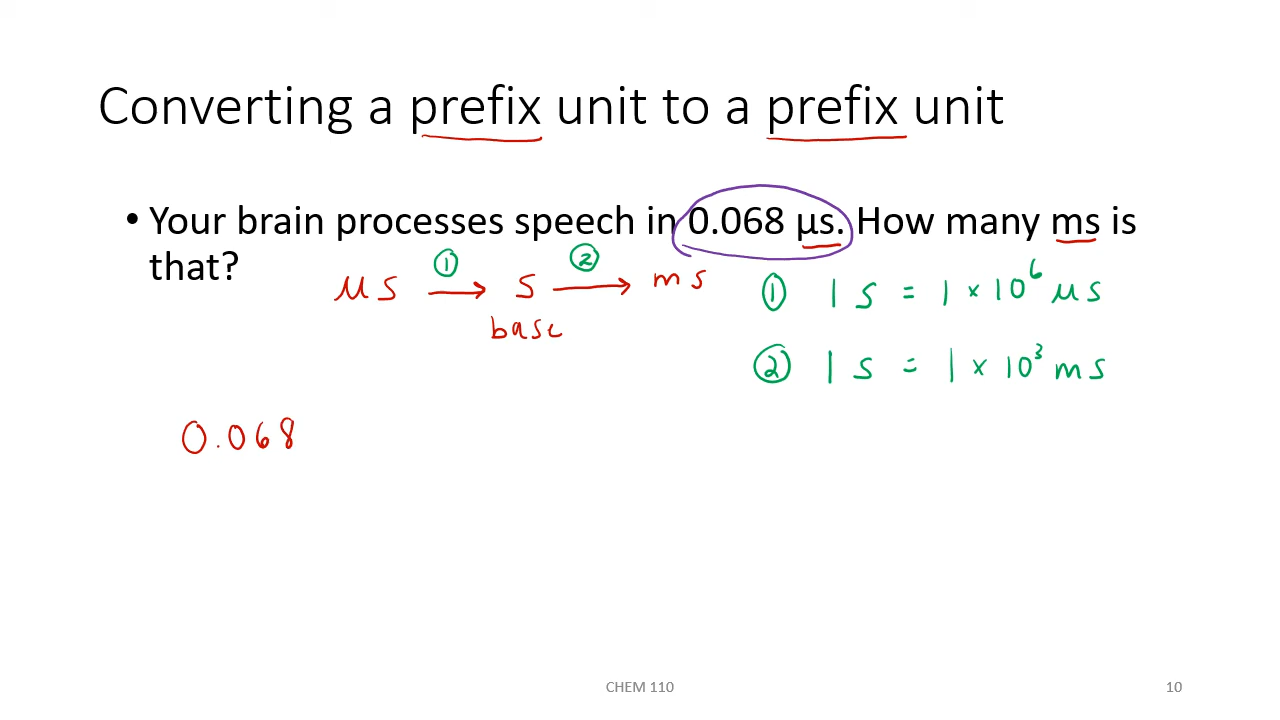 Converting a prefix unit to a prefix unit
• Your brain processes speech in 0.068 µs. How many ms is
that?
① ②
µs → s → ms
base
① 1 s = 1 × 10⁶ µs
② 1 s = 1 × 10³ ms
0.068
CHEM 110
10